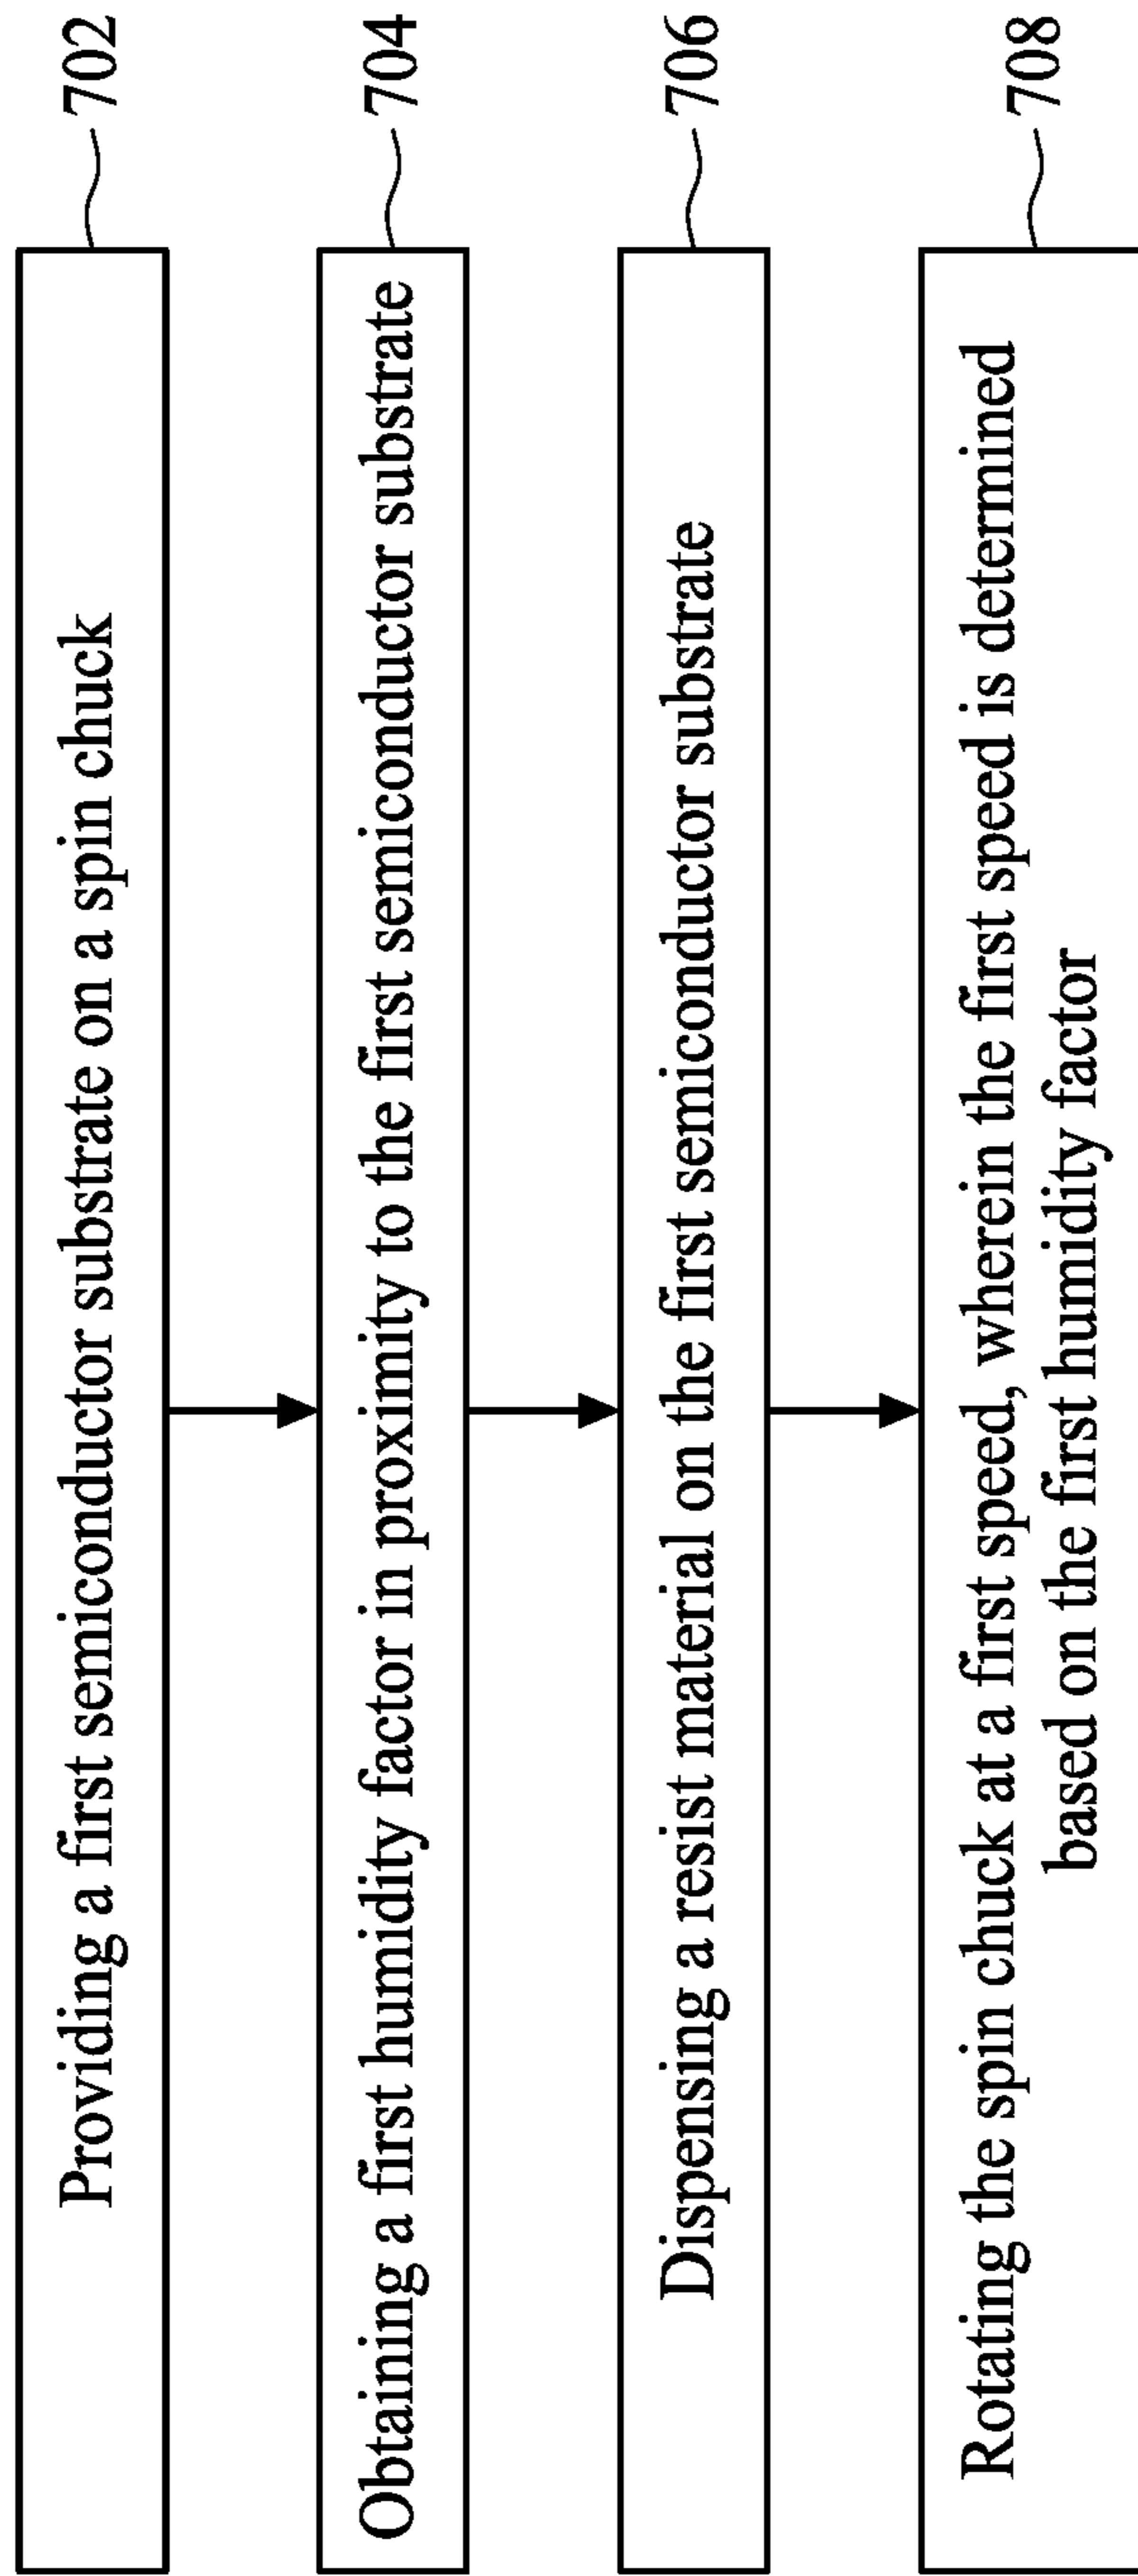 Providing a first semiconductor substrate on a spin chuck
702
Obtaining a first humidity factor in proximity to the first semiconductor substrate
704
Dispensing a resist material on the first semiconductor substrate
706
Rotating the spin chuck at a first speed, wherein the first speed is determined
based on the first humidity factor
708